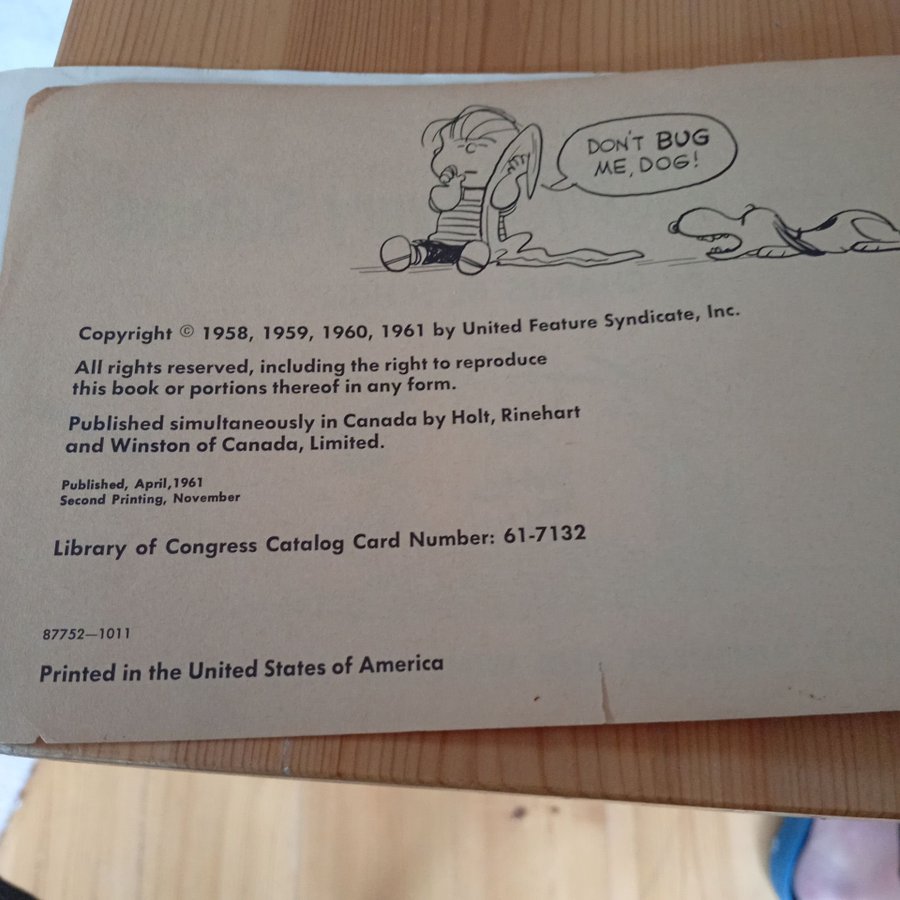 DON'T BUG
ME, DOG!
Copyright © 1958, 1959, 1960, 1961 by United Feature Syndicate, Inc.
All rights reserved, including the right to reproduce
this book or portions thereof in any form.
Published simultaneously in Canada by Holt, Rinehart
and Winston of Canada, Limited.
Published, April,1961
Second Printing, November
Library of Congress Catalog Card Number: 61-7132
87752—1011
Printed in the United States of America